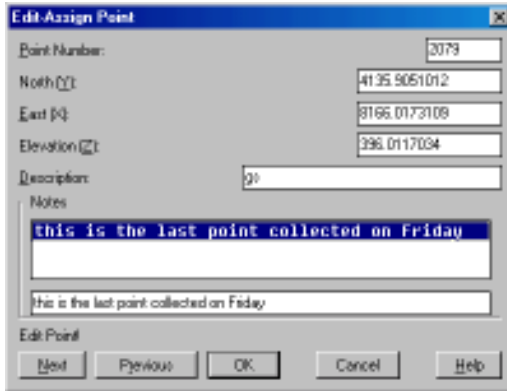 Edit-Assign Point
Point Number: 2079
North (Y): 4135.9051012
East (X): 8166.0173109
Elevation (Z): 396.0117034
Description:
Notes
this is the last point collected on Friday
this is the last point collected on Friday
Edit Point
Next Previous OK Cancel Help